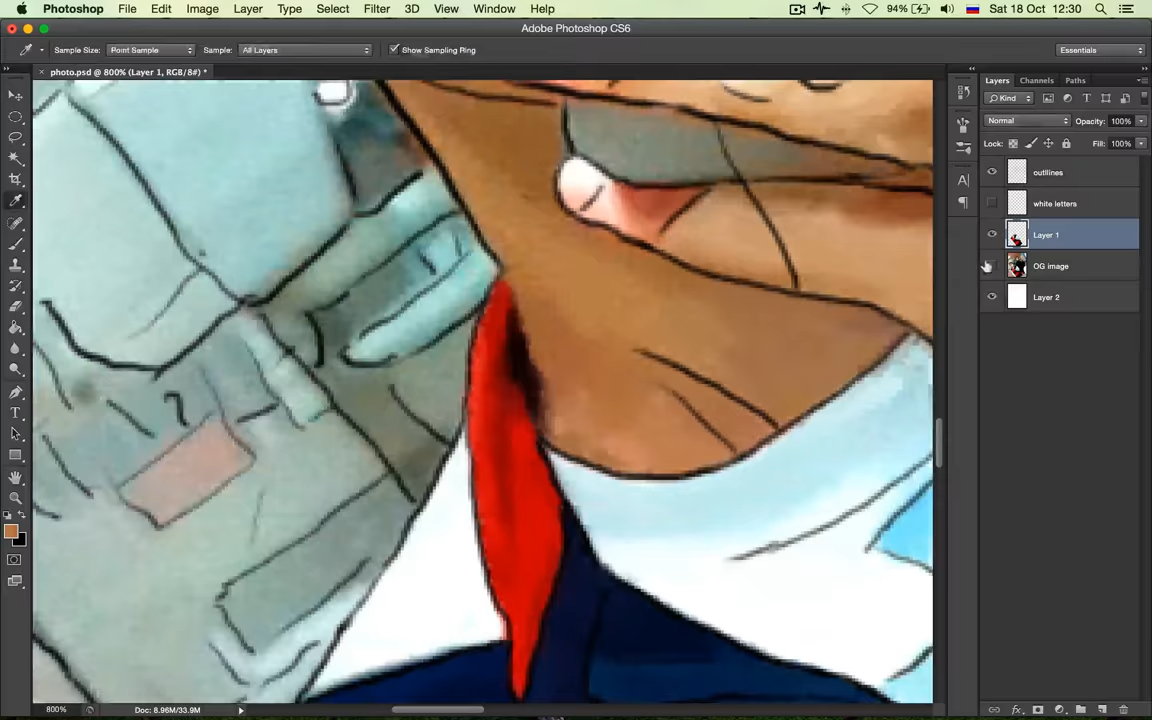 Photoshop File Edit Image Layer Type Select Filter 3D View Window Help 94% Sat 18 Oct 12:30
Adobe Photoshop CS6
Sample Size: Point Sample Sample: All Layers Show Sampling Ring Essentials
photo.psd @ 800% (Layer 1, RGB/8#) *
Layers Channels Paths
Kind
Normal Opacity: 100%
Lock: Fill: 100%
outllines
white letters
Layer 1
OG image
Layer 2
800% Doc: 8.96M/33.9M